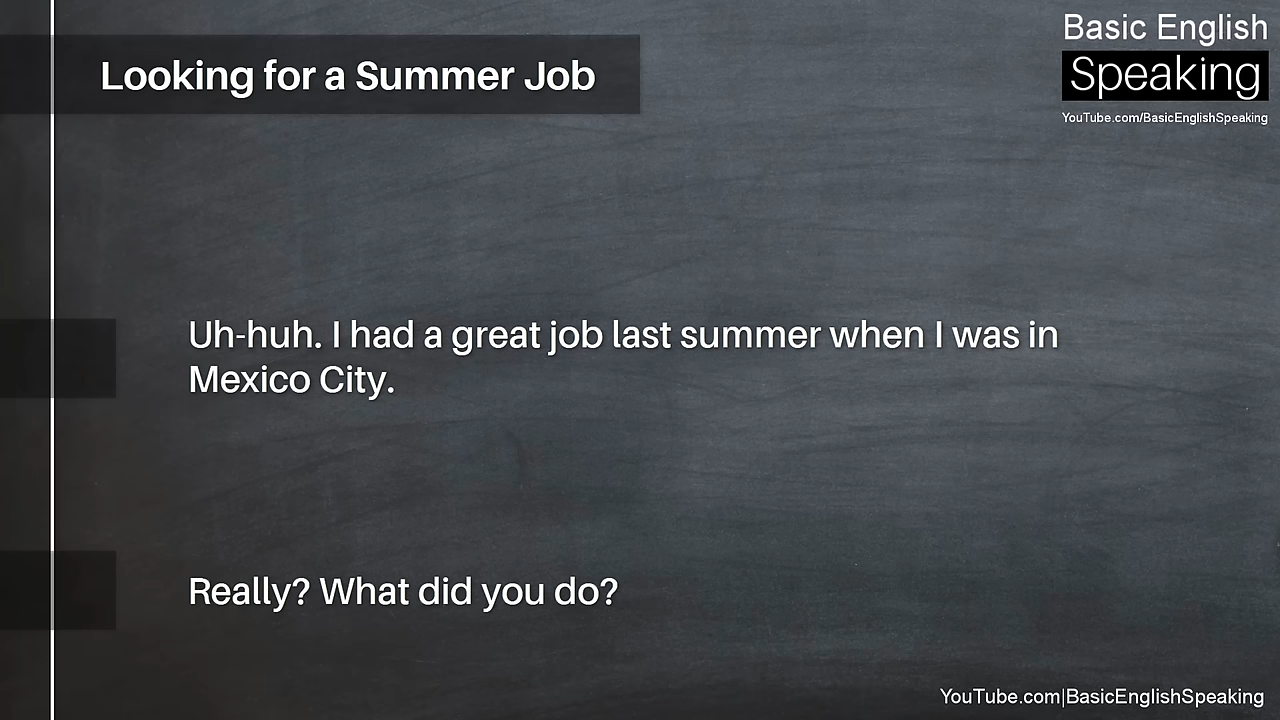 Basic English
Speaking
YouTube.com/BasicEnglishSpeaking
Looking for a Summer Job
Uh-huh. I had a great job last summer when I was in
Mexico City.
Really? What did you do?
YouTube.com|BasicEnglishSpeaking